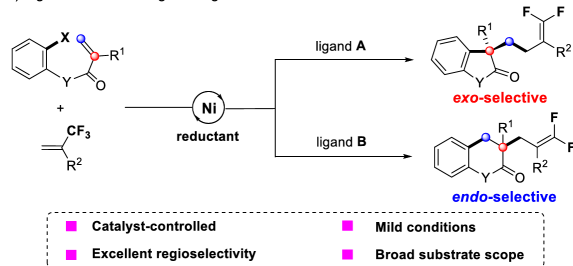 X
R1
Y
O
+
CF3
R2
Ni
reductant
ligand A
R1
F
F
R2
Y
O
exo-selective
ligand B
R1
F
F
R2
Y
O
endo-selective
Catalyst-controlled
Mild conditions
Excellent regioselectivity
Broad substrate scope